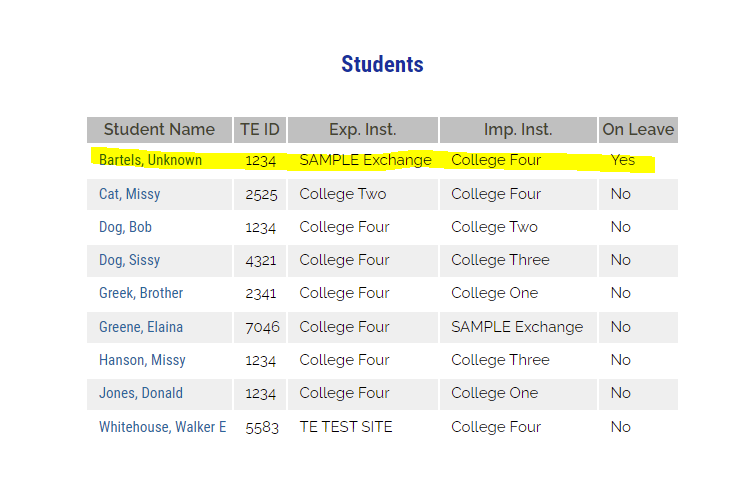 Students
Student Name TE ID Exp. Inst. Imp. Inst. On Leave
Bartels, Unknown 1234 SAMPLE Exchange College Four Yes
Cat, Missy 2525 College Two College Four No
Dog, Bob 1234 College Four College Two No
Dog, Sissy 4321 College Four College Three No
Greek, Brother 2341 College Four College One No
Greene, Elaina 7046 College Four SAMPLE Exchange No
Hanson, Missy 1234 College Four College Three No
Jones, Donald 1234 College Four College One No
Whitehouse, Walker E 5583 TE TEST SITE College Four No